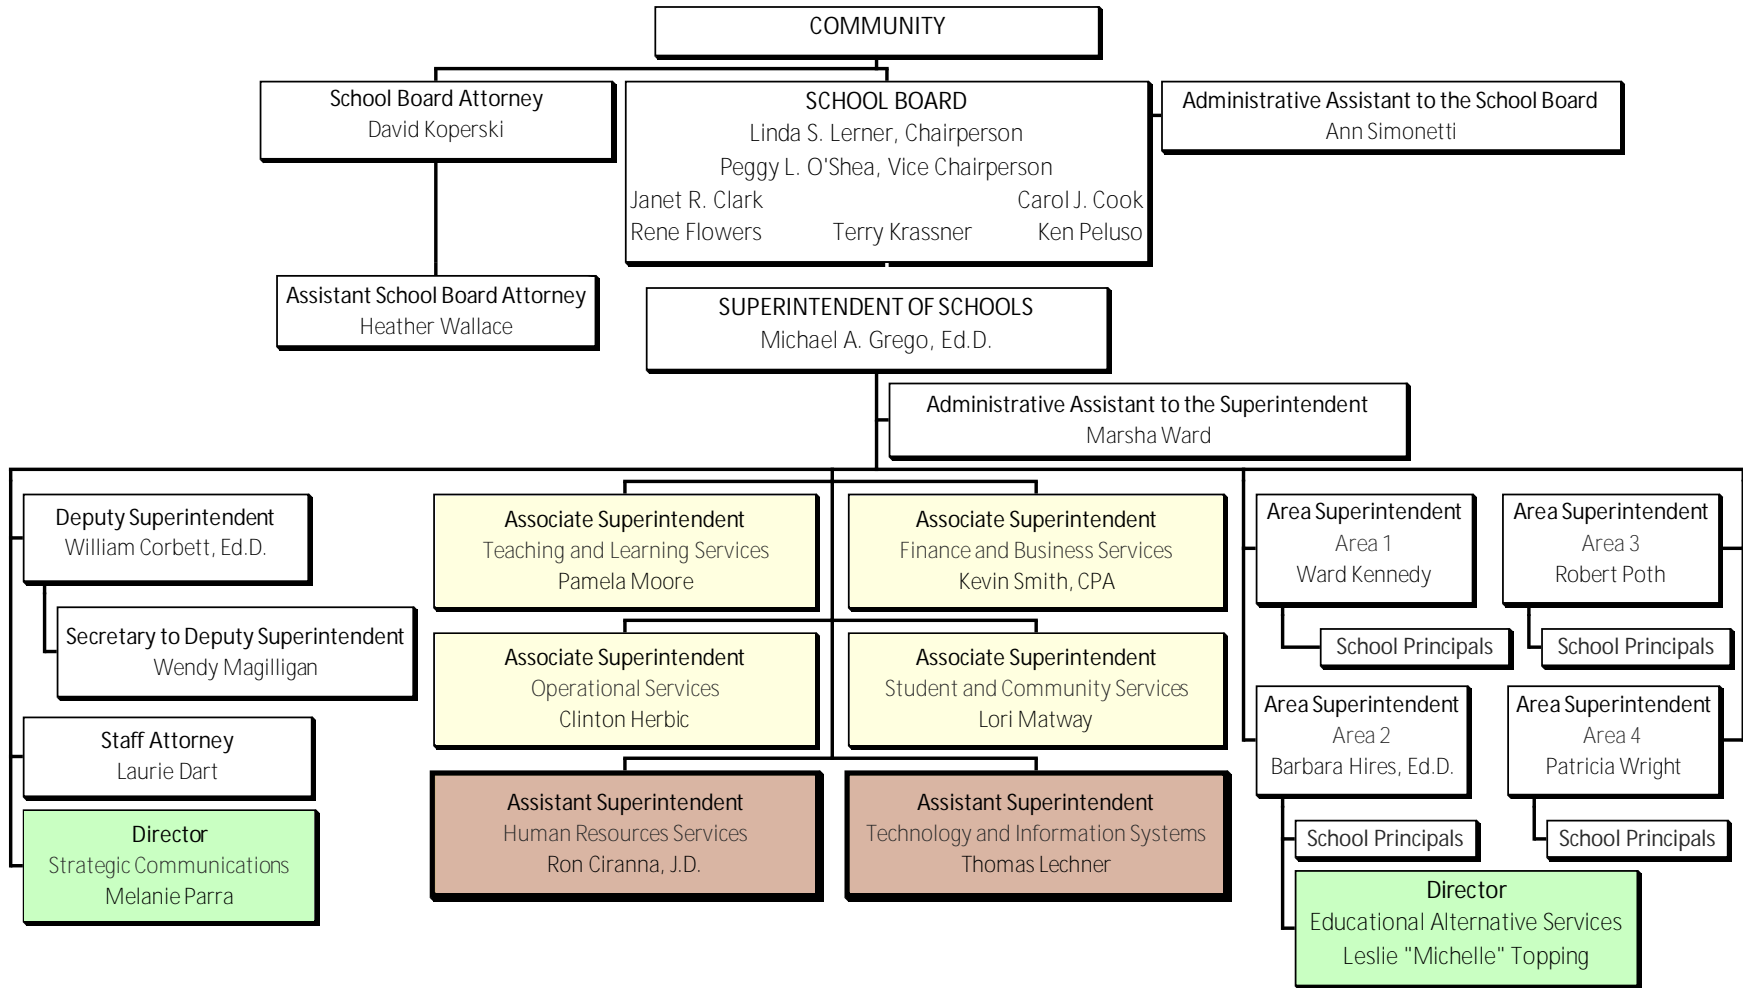 COMMUNITY
School Board Attorney
David Koperski
SCHOOL BOARD
Linda S. Lerner, Chairperson
Peggy L. O'Shea, Vice Chairperson
Janet R. Clark Carol J. Cook
Rene Flowers Terry Krassner Ken Peluso
Administrative Assistant to the School Board
Ann Simonetti
Assistant School Board Attorney
Heather Wallace
SUPERINTENDENT OF SCHOOLS
Michael A. Grego, Ed.D.
Administrative Assistant to the Superintendent
Marsha Ward
Deputy Superintendent
William Corbett, Ed.D.
Secretary to Deputy Superintendent
Wendy Magilligan
Staff Attorney
Laurie Dart
Director
Strategic Communications
Melanie Parra
Associate Superintendent
Teaching and Learning Services
Pamela Moore
Associate Superintendent
Finance and Business Services
Kevin Smith, CPA
Associate Superintendent
Operational Services
Clinton Herbic
Associate Superintendent
Student and Community Services
Lori Matway
Assistant Superintendent
Human Resources Services
Ron Ciranna, J.D.
Assistant Superintendent
Technology and Information Systems
Thomas Lechner
Area Superintendent
Area 1
Ward Kennedy
School Principals
Area Superintendent
Area 3
Robert Poth
School Principals
Area Superintendent
Area 2
Barbara Hires, Ed.D.
School Principals
Director
Educational Alternative Services
Leslie "Michelle" Topping
Area Superintendent
Area 4
Patricia Wright
School Principals